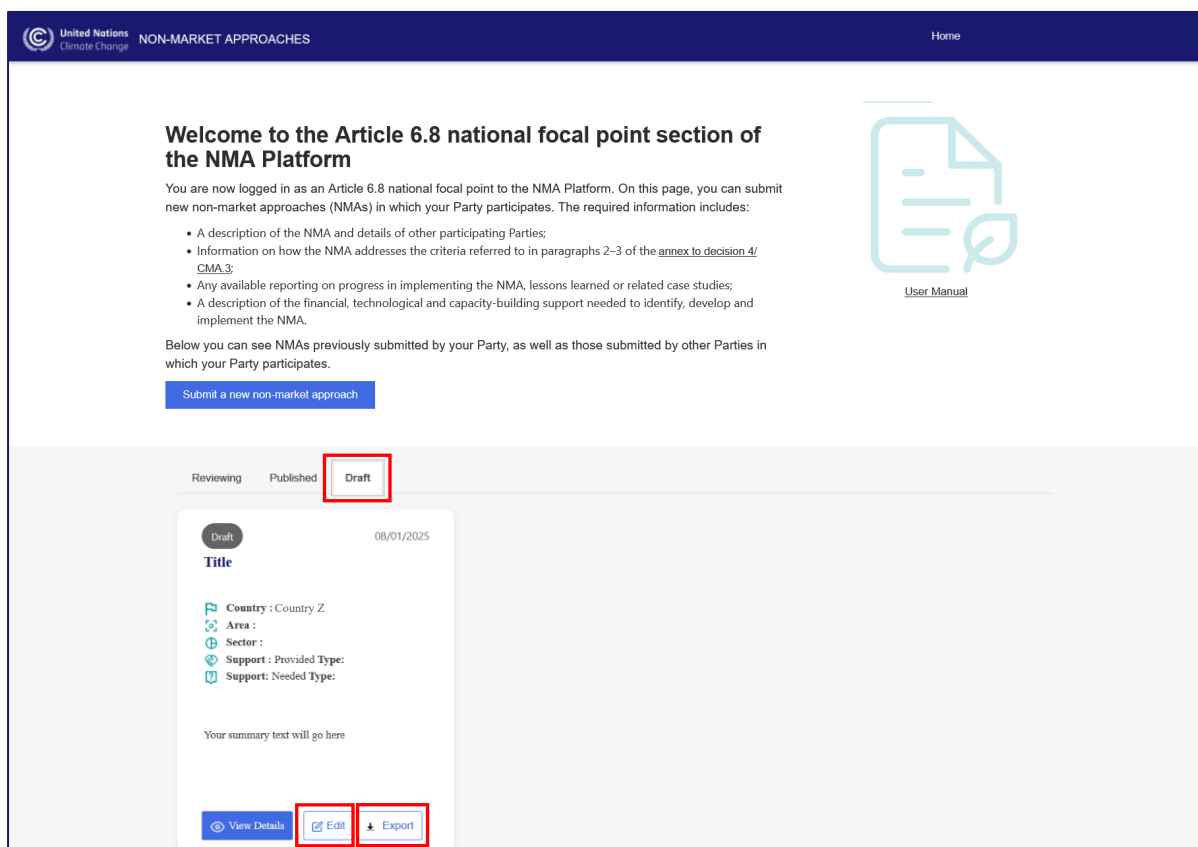 United Nations
Climate Change
NON-MARKET APPROACHES
Home
Welcome to the Article 6.8 national focal point section of
the NMA Platform
You are now logged in as an Article 6.8 national focal point to the NMA Platform. On this page, you can submit
new non-market approaches (NMAs) in which your Party participates. The required information includes:
• A description of the NMA and details of other participating Parties;
• Information on how the NMA addresses the criteria referred to in paragraphs 2–3 of the annex to decision 4/
CMA.3;
• Any available reporting on progress in implementing the NMA, lessons learned or related case studies;
• A description of the financial, technological and capacity-building support needed to identify, develop and
implement the NMA.
User Manual
Below you can see NMAs previously submitted by your Party, as well as those submitted by other Parties in
which your Party participates.
Submit a new non-market approach
Reviewing Published Draft
Draft 08/01/2025
Title
Country : Country Z
Area :
Sector :
Support : Provided Type:
Support: Needed Type:
Your summary text will go here
View Details Edit Export